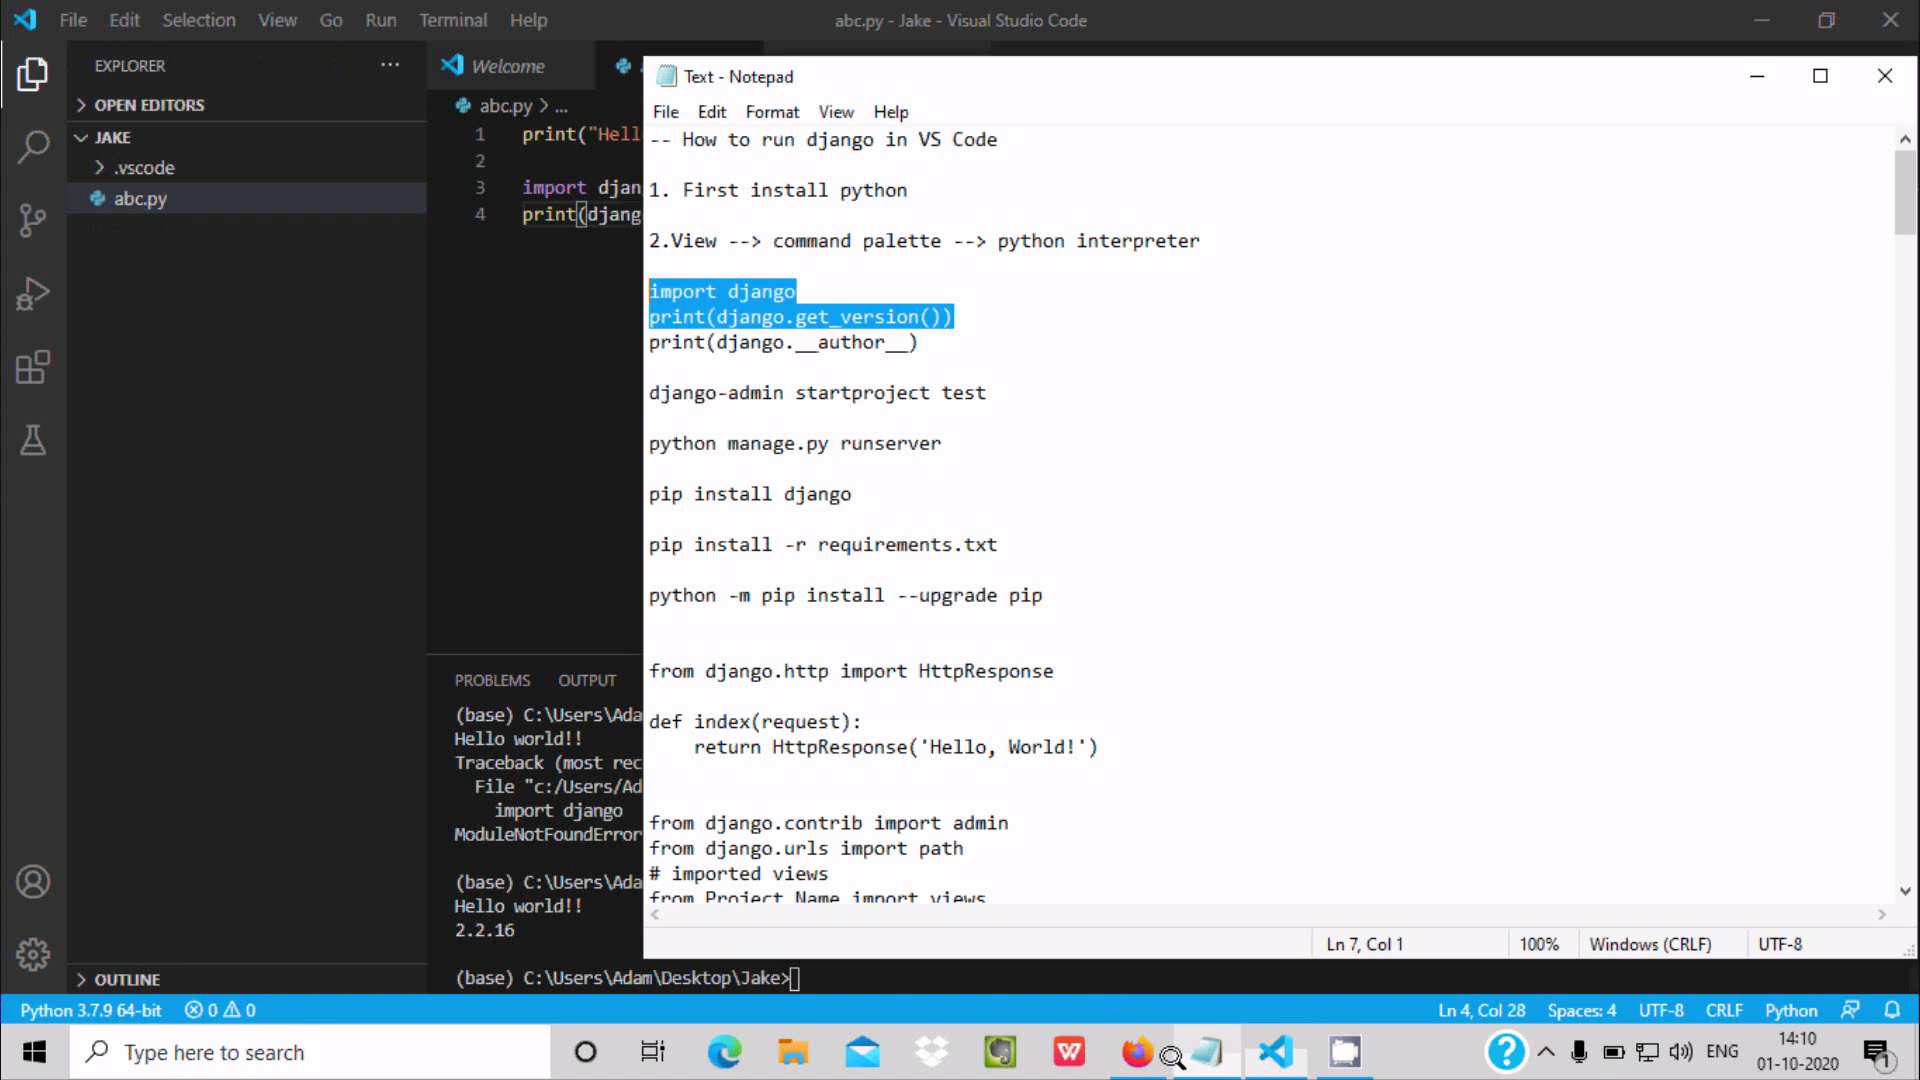 File Edit Selection View Go Run Terminal Help
abc.py - Jake - Visual Studio Code
EXPLORER
OPEN EDITORS
JAKE
.vscode
abc.py
OUTLINE
Welcome
abc.py > ...
1 print("Hell
2
3 import djan
4 print(djang
PROBLEMS OUTPUT
(base) C:\Users\Ada
Hello world!!
Traceback (most rec
File "c:/Users/Ad
import django
ModuleNotFoundError
(base) C:\Users\Ada
Hello world!!
2.2.16
(base) C:\Users\Adam\Desktop\Jake>
Text - Notepad
File Edit Format View Help
-- How to run django in VS Code
1. First install python
2.View --> command palette --> python interpreter
import django
print(django.get_version())
print(django.__author__)
django-admin startproject test
python manage.py runserver
pip install django
pip install -r requirements.txt
python -m pip install --upgrade pip
from django.http import HttpResponse
def index(request):
return HttpResponse('Hello, World!')
from django.contrib import admin
from django.urls import path
# imported views
from Project_Name import views
Ln 7, Col 1 100% Windows (CRLF) UTF-8
Python 3.7.9 64-bit 0 0
Ln 4, Col 28 Spaces: 4 UTF-8 CRLF Python
Type here to search
ENG
14:10
01-10-2020
1